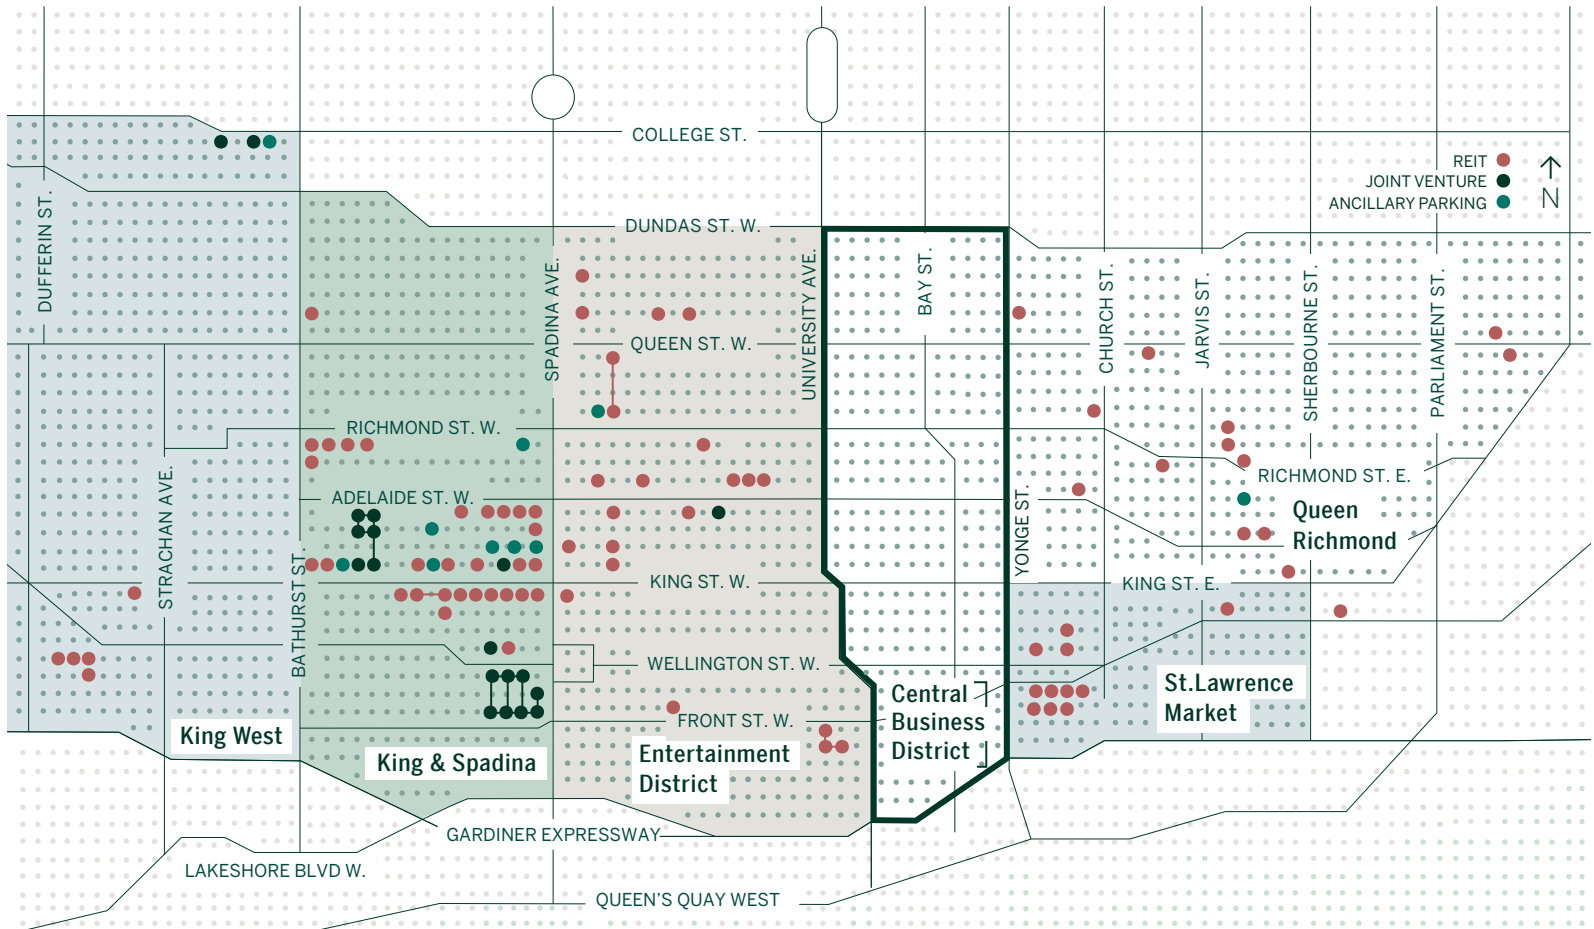 COLLEGE ST.
REIT
JOINT VENTURE
ANCILLARY PARKING
N
DUFFERIN ST.
DUNDAS ST. W.
SPADINA AVE.
UNIVERSITY AVE.
BAY ST.
CHURCH ST.
JARVIS ST.
SHERBOURNE ST.
PARLIAMENT ST.
QUEEN ST. W.
RICHMOND ST. W.
STRACHAN AVE.
ADELAIDE ST. W.
BATHURST ST.
YONGE ST.
RICHMOND ST. E.
Queen
Richmond
KING ST. W.
KING ST. E.
WELLINGTON ST. W.
St.Lawrence
Market
Central
Business
District
FRONT ST. W.
King West
King & Spadina
Entertainment
District
GARDINER EXPRESSWAY
LAKESHORE BLVD W.
QUEEN'S QUAY WEST